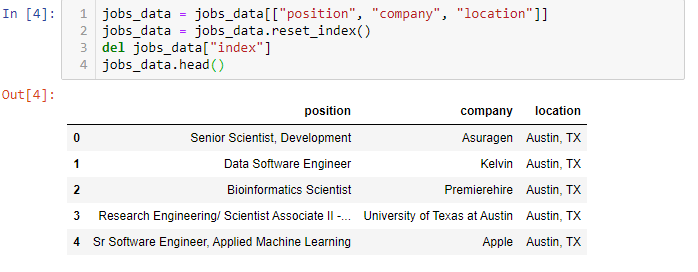 In [4]:
1 jobs_data = jobs_data[["position", "company", "location"]]
2 jobs_data = jobs_data.reset_index()
3 del jobs_data["index"]
4 jobs_data.head()
Out[4]:
position company location
0 Senior Scientist, Development Asuragen Austin, TX
1 Data Software Engineer Kelvin Austin, TX
2 Bioinformatics Scientist Premierehire Austin, TX
3 Research Engineering/ Scientist Associate II -... University of Texas at Austin Austin, TX
4 Sr Software Engineer, Applied Machine Learning Apple Austin, TX